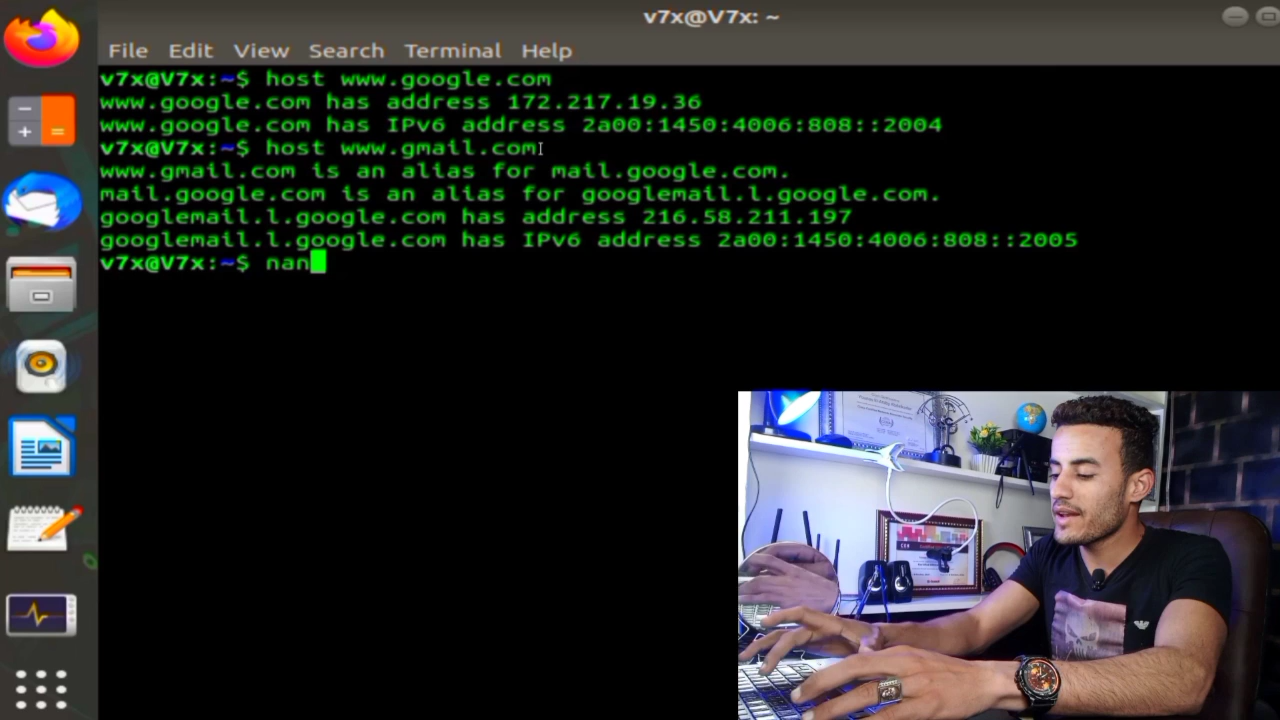 v7x@V7x: ~
File Edit View Search Terminal Help
v7x@V7x:~$ host www.google.com
www.google.com has address 172.217.19.36
www.google.com has IPv6 address 2a00:1450:4006:808::2004
v7x@V7x:~$ host www.gmail.com
www.gmail.com is an alias for mail.google.com.
mail.google.com is an alias for googlemail.l.google.com.
googlemail.l.google.com has address 216.58.211.197
googlemail.l.google.com has IPv6 address 2a00:1450:4006:808::2005
v7x@V7x:~$ nan